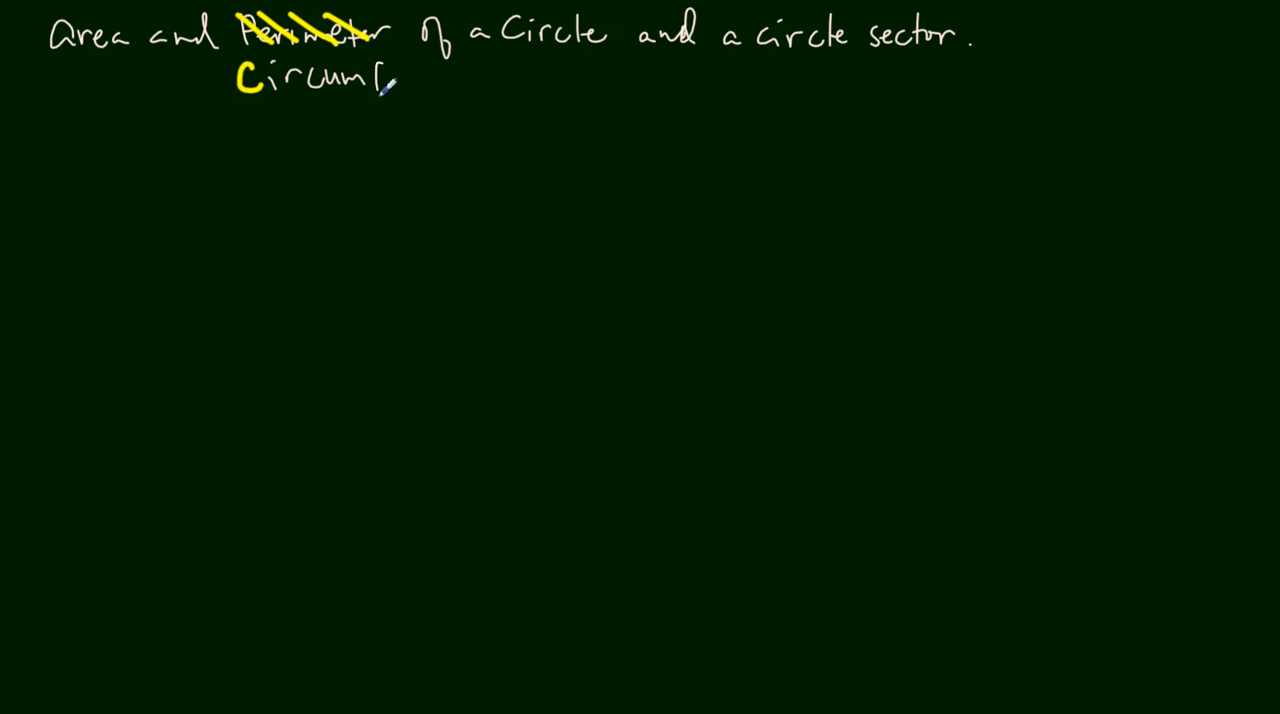 Area and Perimeter of a Circle and a circle sector.
Circumf